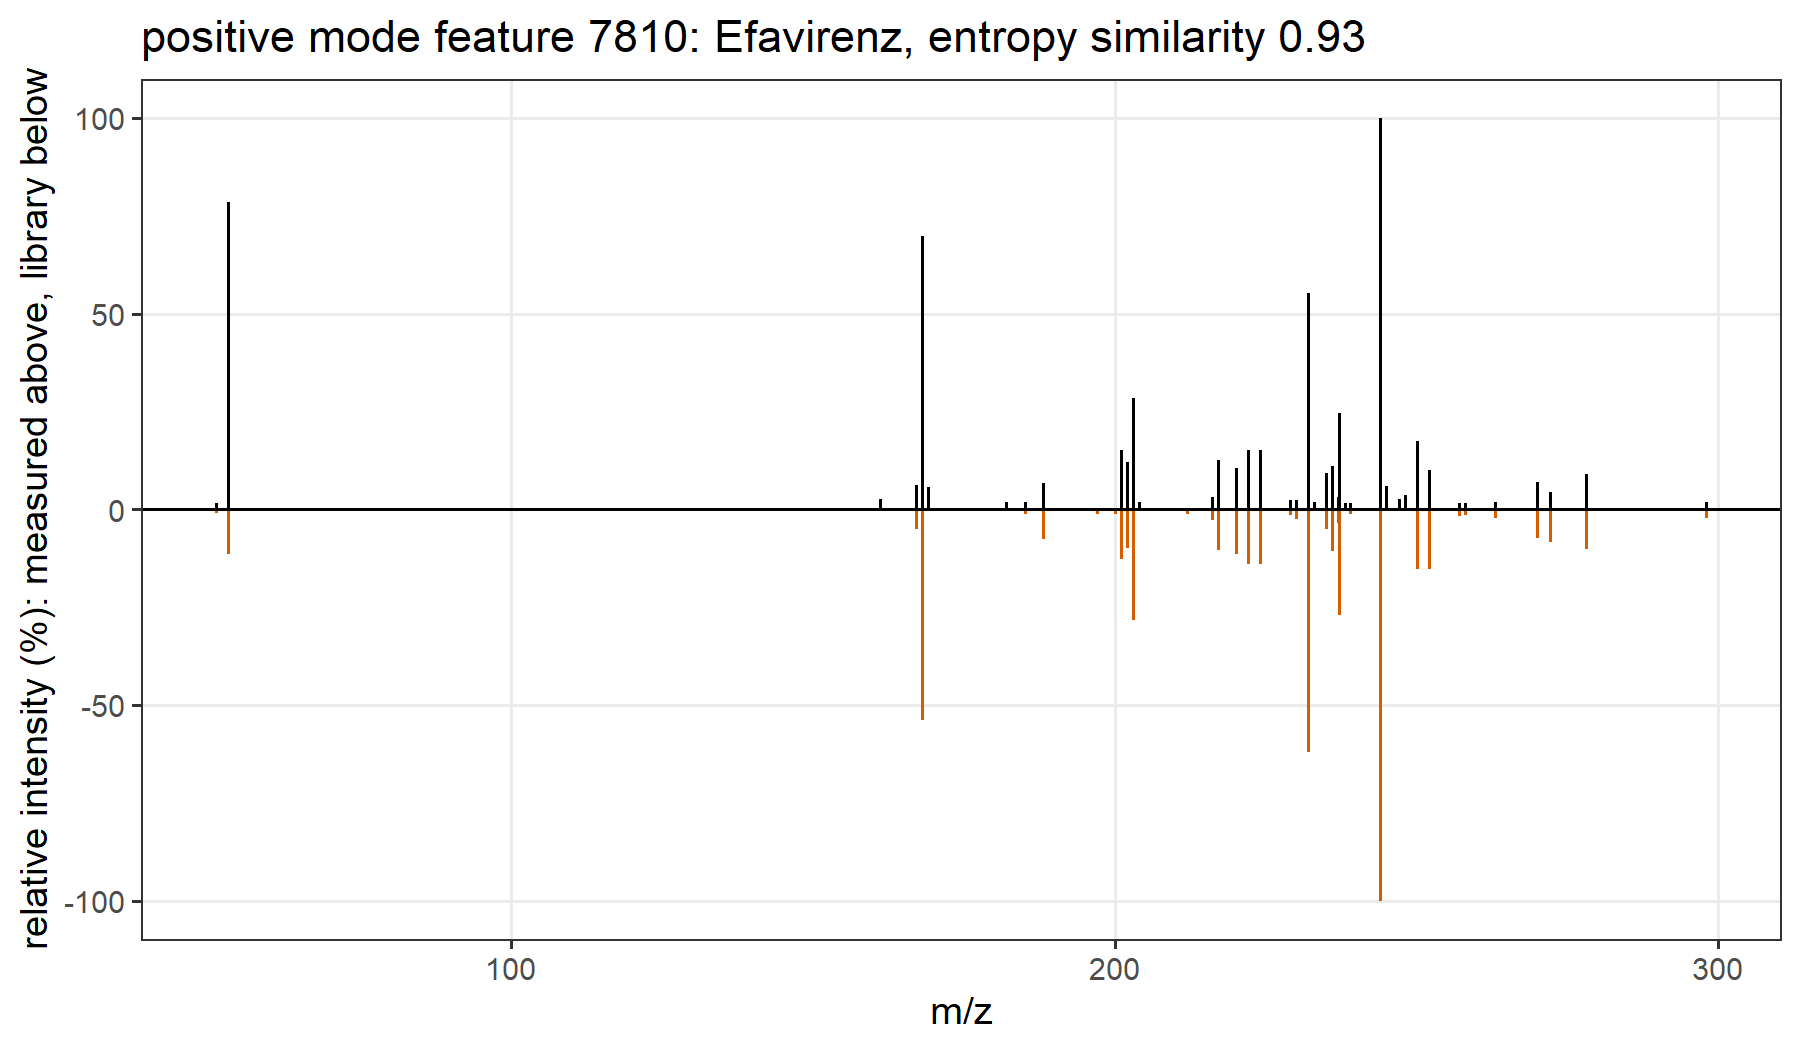 positive mode feature 7810: Efavirenz, entropy similarity 0.93
relative intensity (%): measured above, library below
100
50
0
-50
-100
100
200
300
m/z